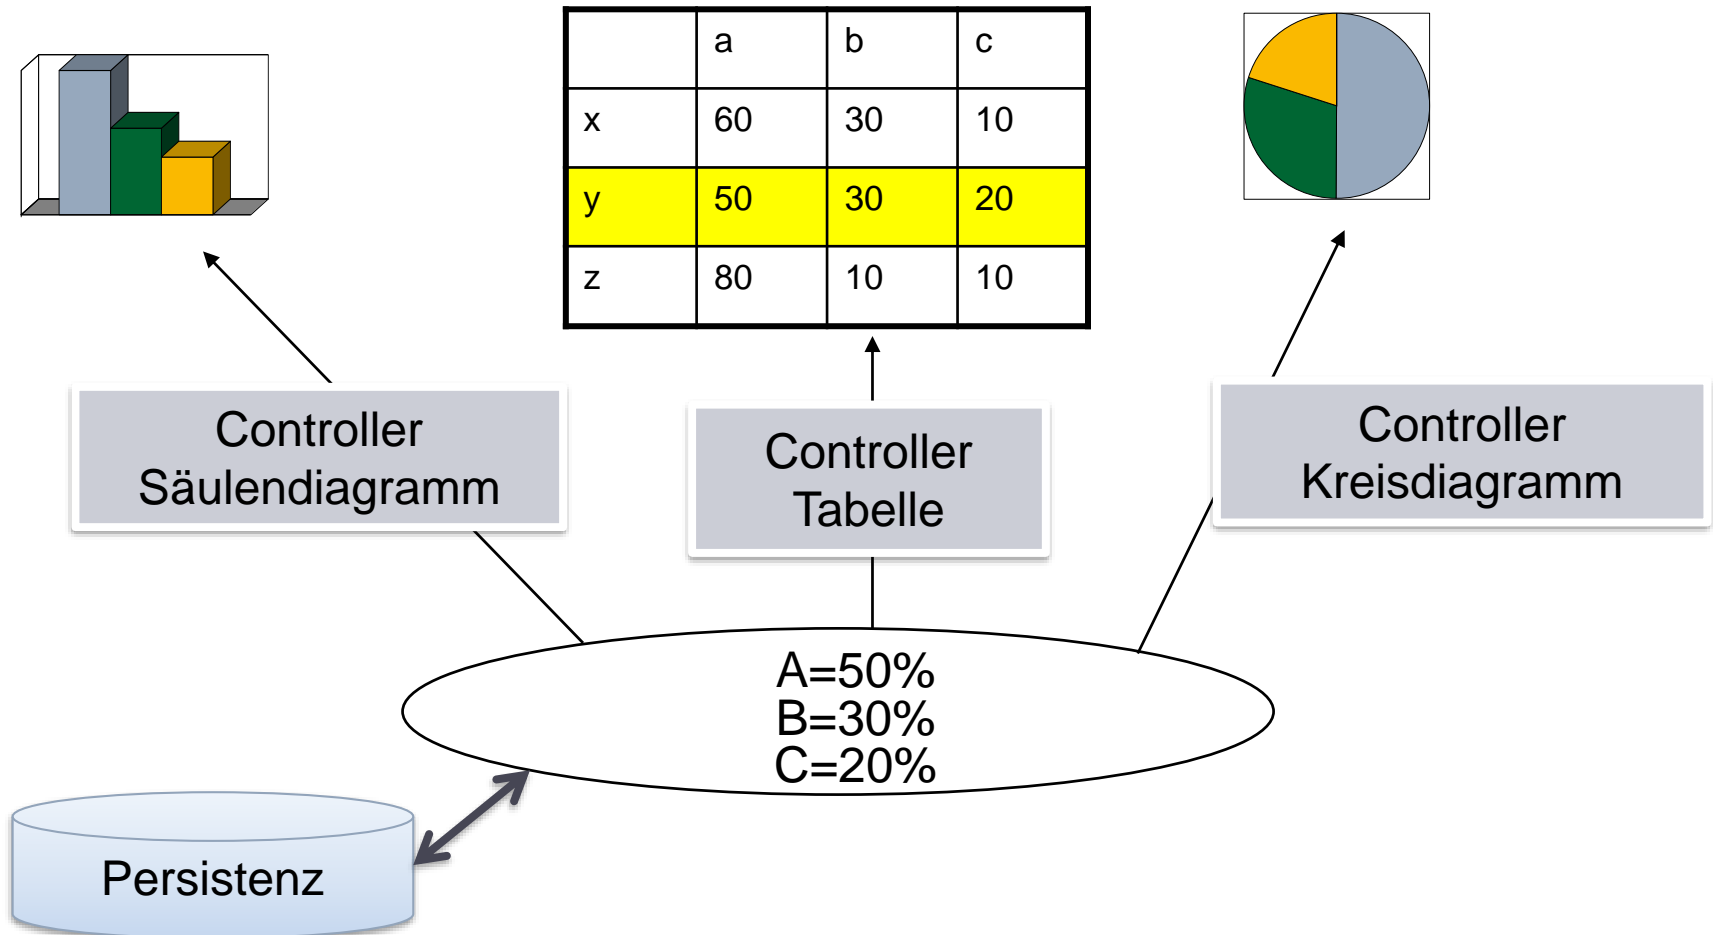 a b c
x 60 30 10
y 50 30 20
z 80 10 10
Controller
Säulendiagramm
Controller
Tabelle
Controller
Kreisdiagramm
A=50%
B=30%
C=20%
Persistenz